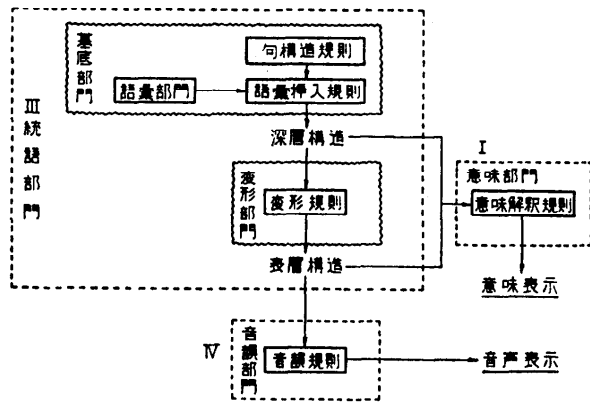 基底部門
句構造規則
語彙部門
語彙挿入規則
III 統語部門
深層構造
I
意味部門
意味解釈規則
変形部門
変形規則
表層構造
意味表示
IV
音韻部門
音韻規則
音声表示